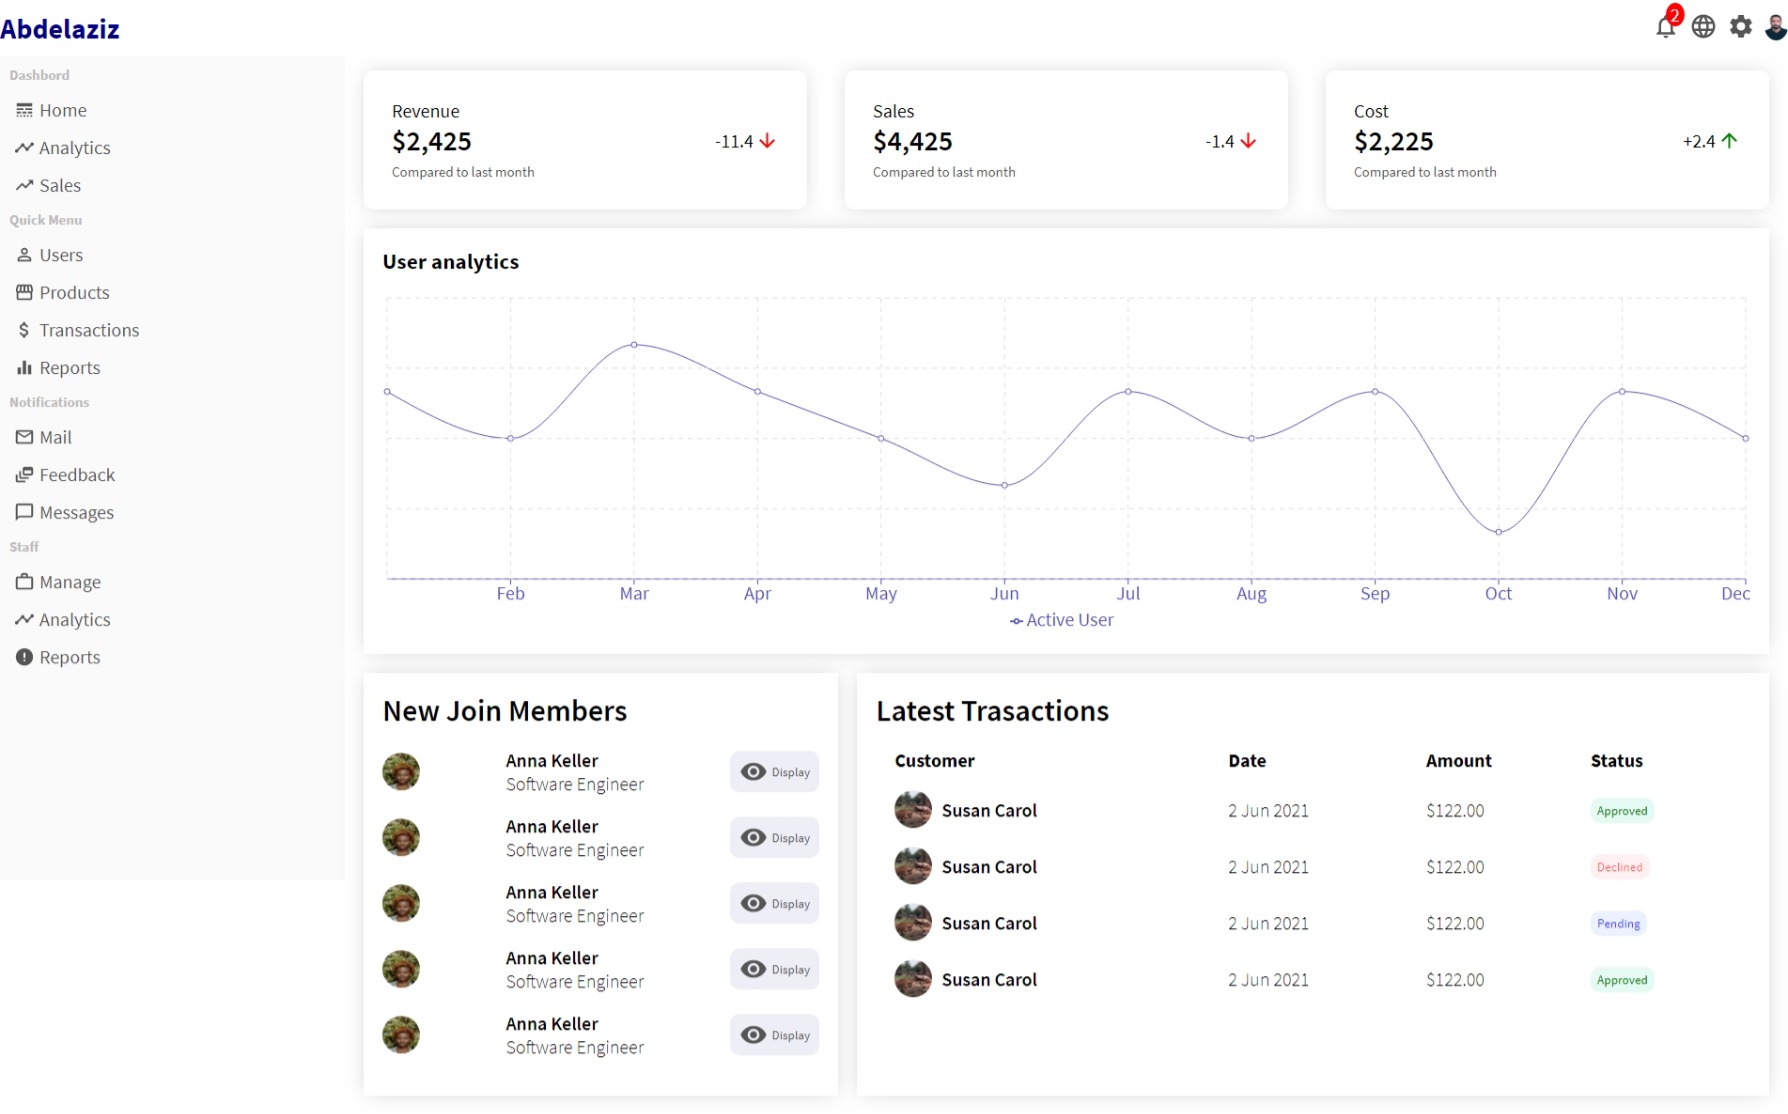 Abdelaziz
2
Dashbord
Home
Analytics
Sales
Quick Menu
Users
Products
Transactions
Reports
Notifications
Mail
Feedback
Messages
Staff
Manage
Analytics
Reports
Revenue
$2,425 -11.4
Compared to last month
Sales
$4,425 -1.4
Compared to last month
Cost
$2,225 +2.4
Compared to last month
User analytics
Feb Mar Apr May Jun Jul Aug Sep Oct Nov Dec
Active User
New Join Members
Anna Keller
Software Engineer
Display
Anna Keller
Software Engineer
Display
Anna Keller
Software Engineer
Display
Anna Keller
Software Engineer
Display
Anna Keller
Software Engineer
Display
Latest Trasactions
Customer Date Amount Status
Susan Carol 2 Jun 2021 $122.00 Approved
Susan Carol 2 Jun 2021 $122.00 Declined
Susan Carol 2 Jun 2021 $122.00 Pending
Susan Carol 2 Jun 2021 $122.00 Approved